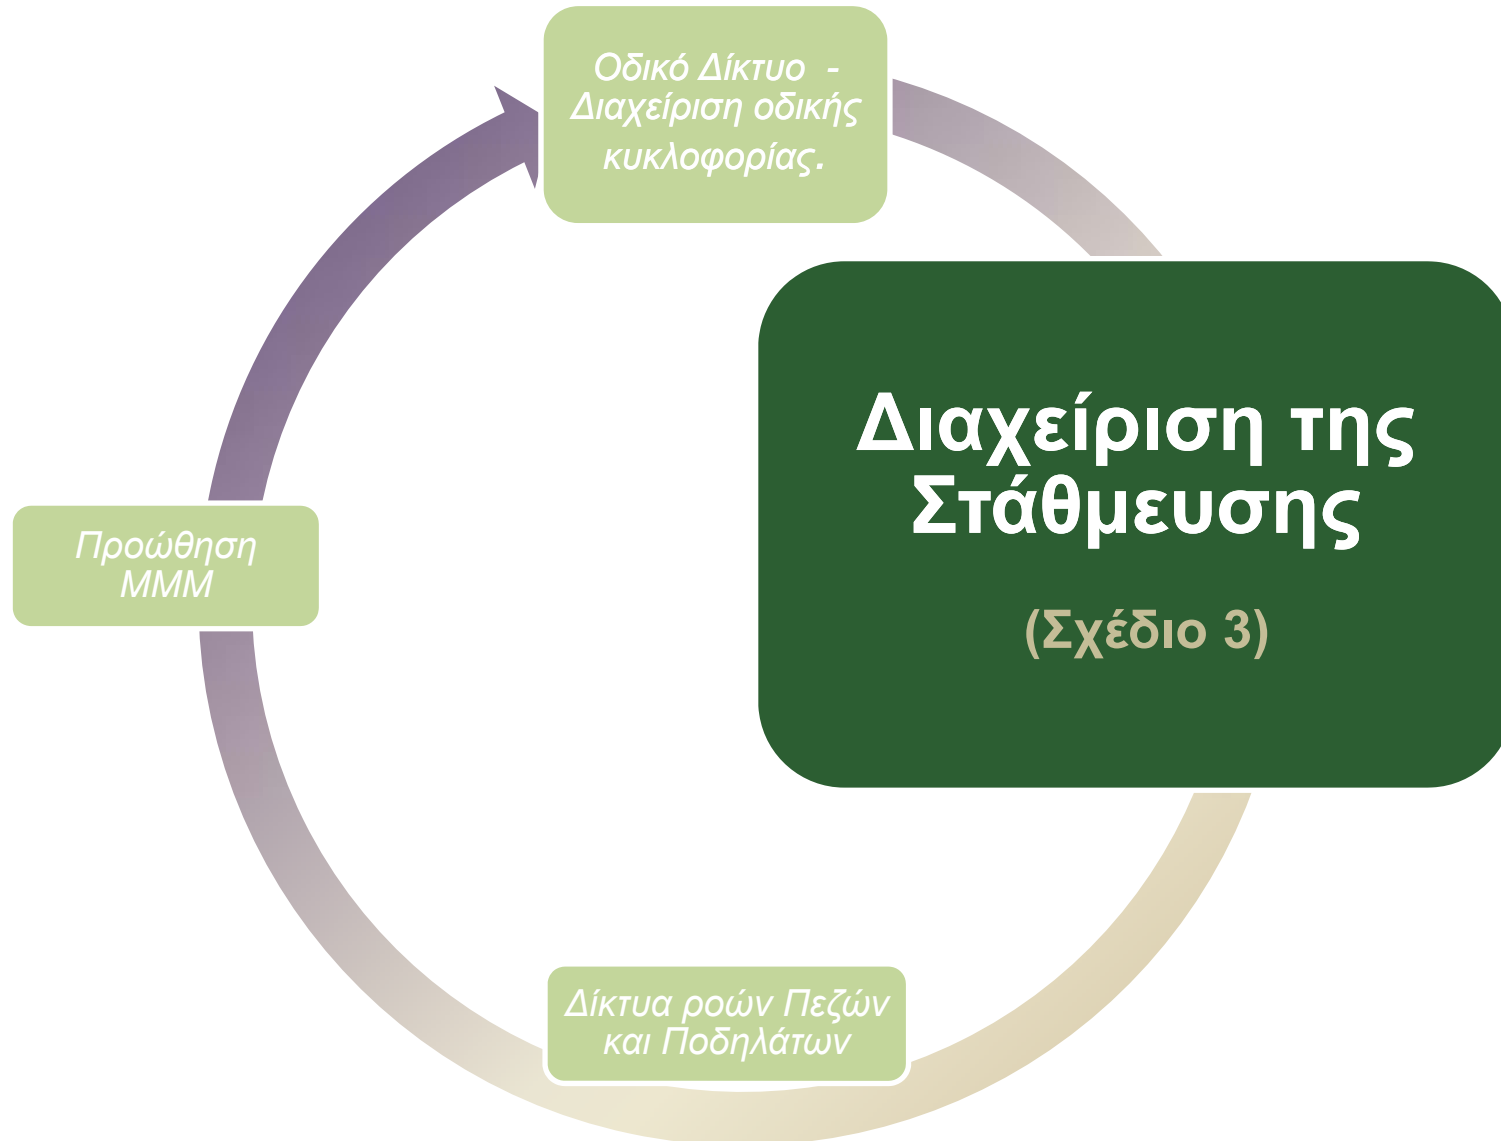 Οδικό Δίκτυο -
Διαχείριση οδικής
κυκλοφορίας.
Διαχείριση της
Στάθμευσης
(Σχέδιο 3)
Προώθηση
ΜΜΜ
Δίκτυα ροών Πεζών
και Ποδηλάτων